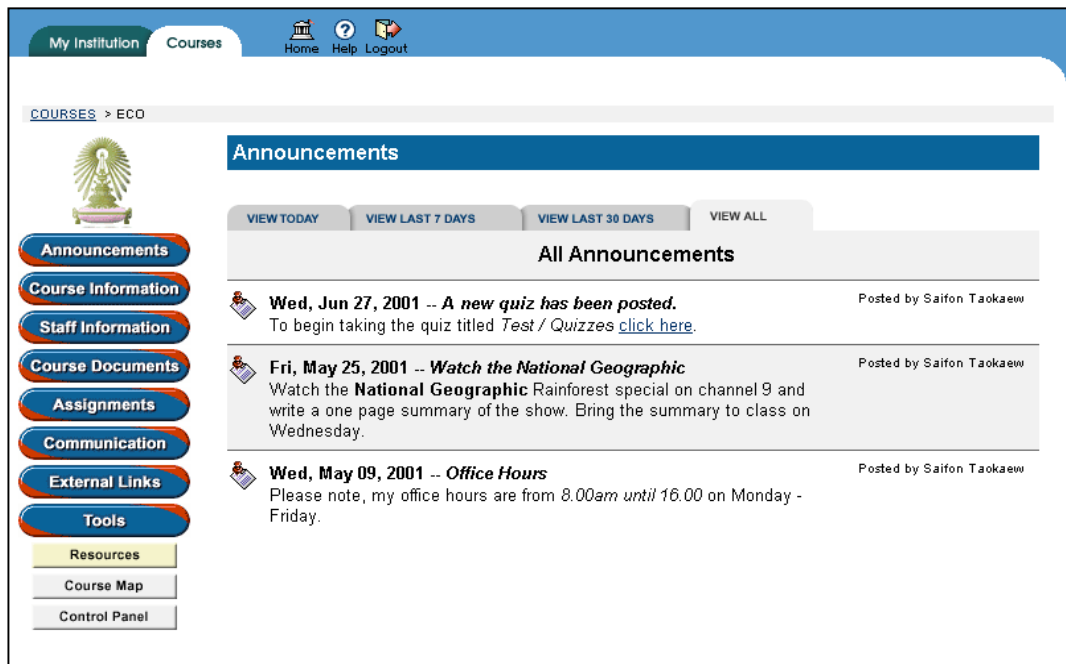 My Institution
Courses
Home
Help
Logout
COURSES > ECO
Announcements
Course Information
Staff Information
Course Documents
Assignments
Communication
External Links
Tools
Resources
Course Map
Control Panel
Announcements
VIEW TODAY
VIEW LAST 7 DAYS
VIEW LAST 30 DAYS
VIEW ALL
All Announcements
Wed, Jun 27, 2001 -- A new quiz has been posted.
Posted by Saifon Taokaew
To begin taking the quiz titled Test / Quizzes click here.
Fri, May 25, 2001 -- Watch the National Geographic
Posted by Saifon Taokaew
Watch the National Geographic Rainforest special on channel 9 and
write a one page summary of the show. Bring the summary to class on
Wednesday.
Wed, May 09, 2001 -- Office Hours
Posted by Saifon Taokaew
Please note, my office hours are from 8.00am until 16.00 on Monday -
Friday.